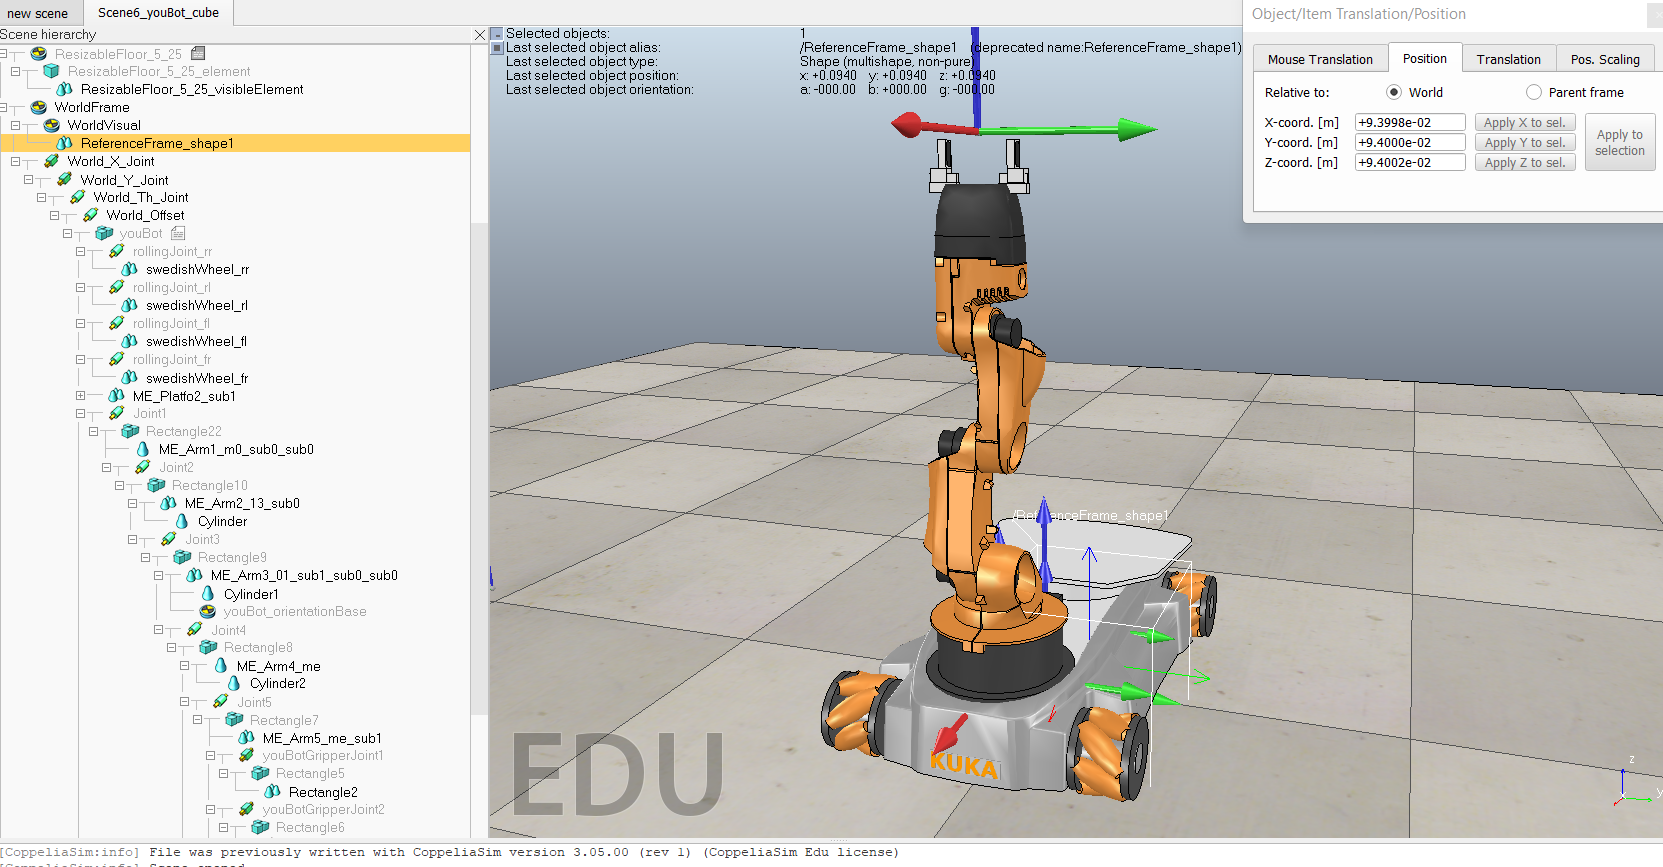 new scene
Scene6_youBot_cube
Scene hierarchy
ResizableFloor_5_25
ResizableFloor_5_25_element
ResizableFloor_5_25_visibleElement
WorldFrame
WorldVisual
ReferenceFrame_shape1
World_X_Joint
World_Y_Joint
World_Th_Joint
World_Offset
youBot
rollingJoint_rr
swedishWheel_rr
rollingJoint_rl
swedishWheel_rl
rollingJoint_fl
swedishWheel_fl
rollingJoint_fr
swedishWheel_fr
ME_Platfo2_sub1
Joint1
Rectangle22
ME_Arm1_m0_sub0_sub0
Joint2
Rectangle10
ME_Arm2_13_sub0
Cylinder
Joint3
Rectangle9
ME_Arm3_01_sub1_sub0_sub0
Cylinder1
youBot_orientationBase
Joint4
Rectangle8
ME_Arm4_me
Cylinder2
Joint5
Rectangle7
ME_Arm5_me_sub1
youBotGripperJoint1
Rectangle5
Rectangle2
youBotGripperJoint2
Rectangle6
Selected objects: 1
Last selected object alias: /ReferenceFrame_shape1 (deprecated name:ReferenceFrame_shape1)
Last selected object type: Shape (multishape, non-pure)
Last selected object position: x: +0.0940 y: +0.0940 z: +0.0940
Last selected object orientation: a: -000.00 b: +000.00 g: -000.00
/ReferenceFrame_shape1
KUKA
EDU
z
x
y
Object/Item Translation/Position
Mouse Translation Position Translation Pos. Scaling
Relative to: World Parent frame
X-coord. [m] +9.3998e-02 Apply X to sel.
Y-coord. [m] +9.4000e-02 Apply Y to sel.
Z-coord. [m] +9.4002e-02 Apply Z to sel.
Apply to
selection
[CoppeliaSim:info] File was previously written with CoppeliaSim version 3.05.00 (rev 1) (CoppeliaSim Edu license)
[CoppeliaSim:info] Scene opened